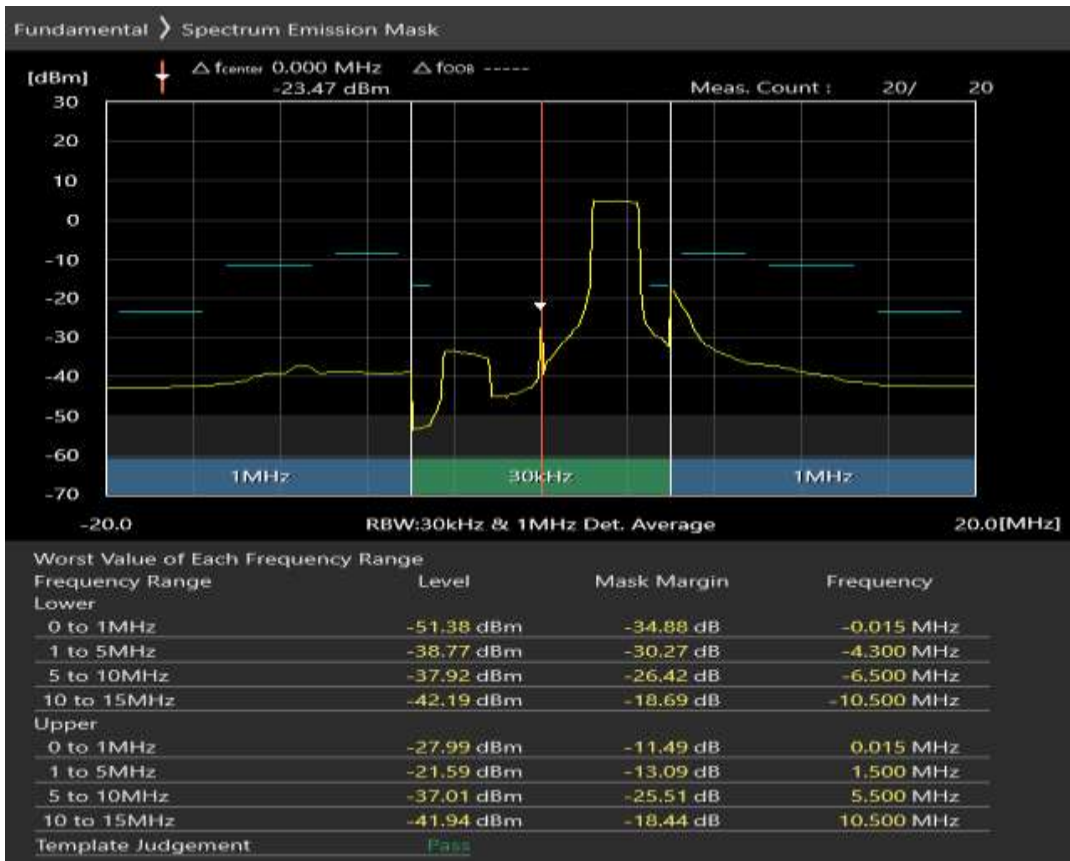 Fundamental ❯ Spectrum Emission Mask
[dBm] △ fcenter 0.000 MHz △ fOOB -----
-23.47 dBm Meas. Count : 20/ 20
30
20
10
0
-10
-20
-30
-40
-50
-60
1MHz 30kHz 1MHz
-70
-20.0 RBW:30kHz & 1MHz Det. Average 20.0[MHz]
Worst Value of Each Frequency Range
Frequency Range Level Mask Margin Frequency
Lower
0 to 1MHz -51.38 dBm -34.88 dB -0.015 MHz
1 to 5MHz -38.77 dBm -30.27 dB -4.300 MHz
5 to 10MHz -37.92 dBm -26.42 dB -6.500 MHz
10 to 15MHz -42.19 dBm -18.69 dB -10.500 MHz
Upper
0 to 1MHz -27.99 dBm -11.49 dB 0.015 MHz
1 to 5MHz -21.59 dBm -13.09 dB 1.500 MHz
5 to 10MHz -37.01 dBm -25.51 dB 5.500 MHz
10 to 15MHz -41.94 dBm -18.44 dB 10.500 MHz
Template Judgement Pass